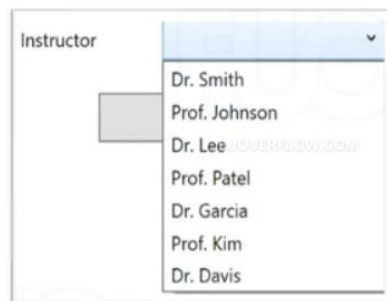 Instructor
Dr. Smith
Prof. Johnson
Dr. Lee
Prof. Patel
Dr. Garcia
Prof. Kim
Dr. Davis